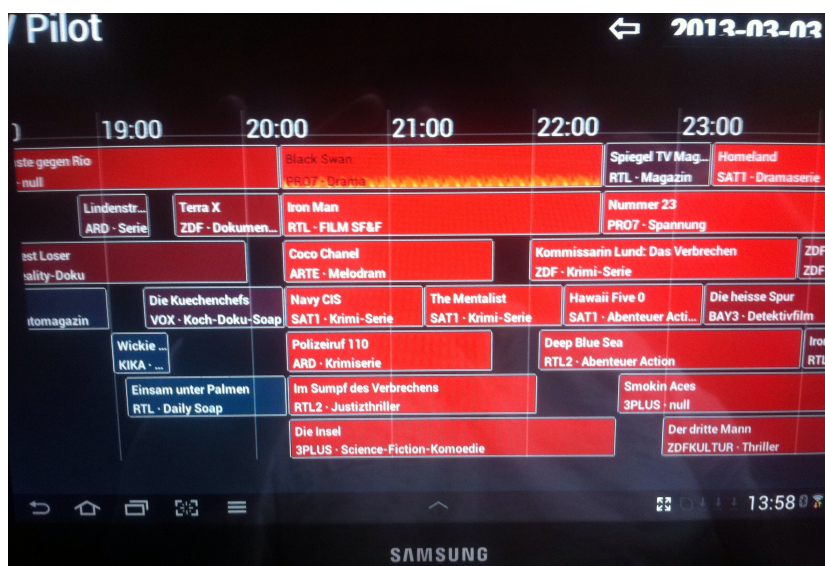 / Pilot
2013-03-03
19:00 20:00 21:00 22:00 23:00
ste gegen Rio
- null
Black Swan
PRO7 · Drama
Spiegel TV Mag...
RTL · Magazin
Homeland
SAT1 · Dramaserie
Lindenstr...
ARD · Serie
Terra X
ZDF · Dokumen...
Iron Man
RTL · FILM SF&F
Nummer 23
PRO7 · Spannung
est Loser
eality-Doku
Coco Chanel
ARTE · Melodram
Kommissarin Lund: Das Verbrechen
ZDF · Krimi-Serie
ZDF
ZDF
utomagazin
Die Kuechenchefs
VOX · Koch-Doku-Soap
Navy CIS
SAT1 · Krimi-Serie
The Mentalist
SAT1 · Krimi-Serie
Hawaii Five 0
SAT1 · Abenteuer Acti...
Die heisse Spur
BAY3 · Detektivfilm
Wickie ...
KIKA · ...
Polizeiruf 110
ARD · Krimiserie
Deep Blue Sea
RTL2 · Abenteuer Action
Iron
RTL
Einsam unter Palmen
RTL · Daily Soap
Im Sumpf des Verbrechens
RTL2 · Justizthriller
Smokin Aces
3PLUS · null
Die Insel
3PLUS · Science-Fiction-Komoedie
Der dritte Mann
ZDFKULTUR · Thriller
13:58
SAMSUNG